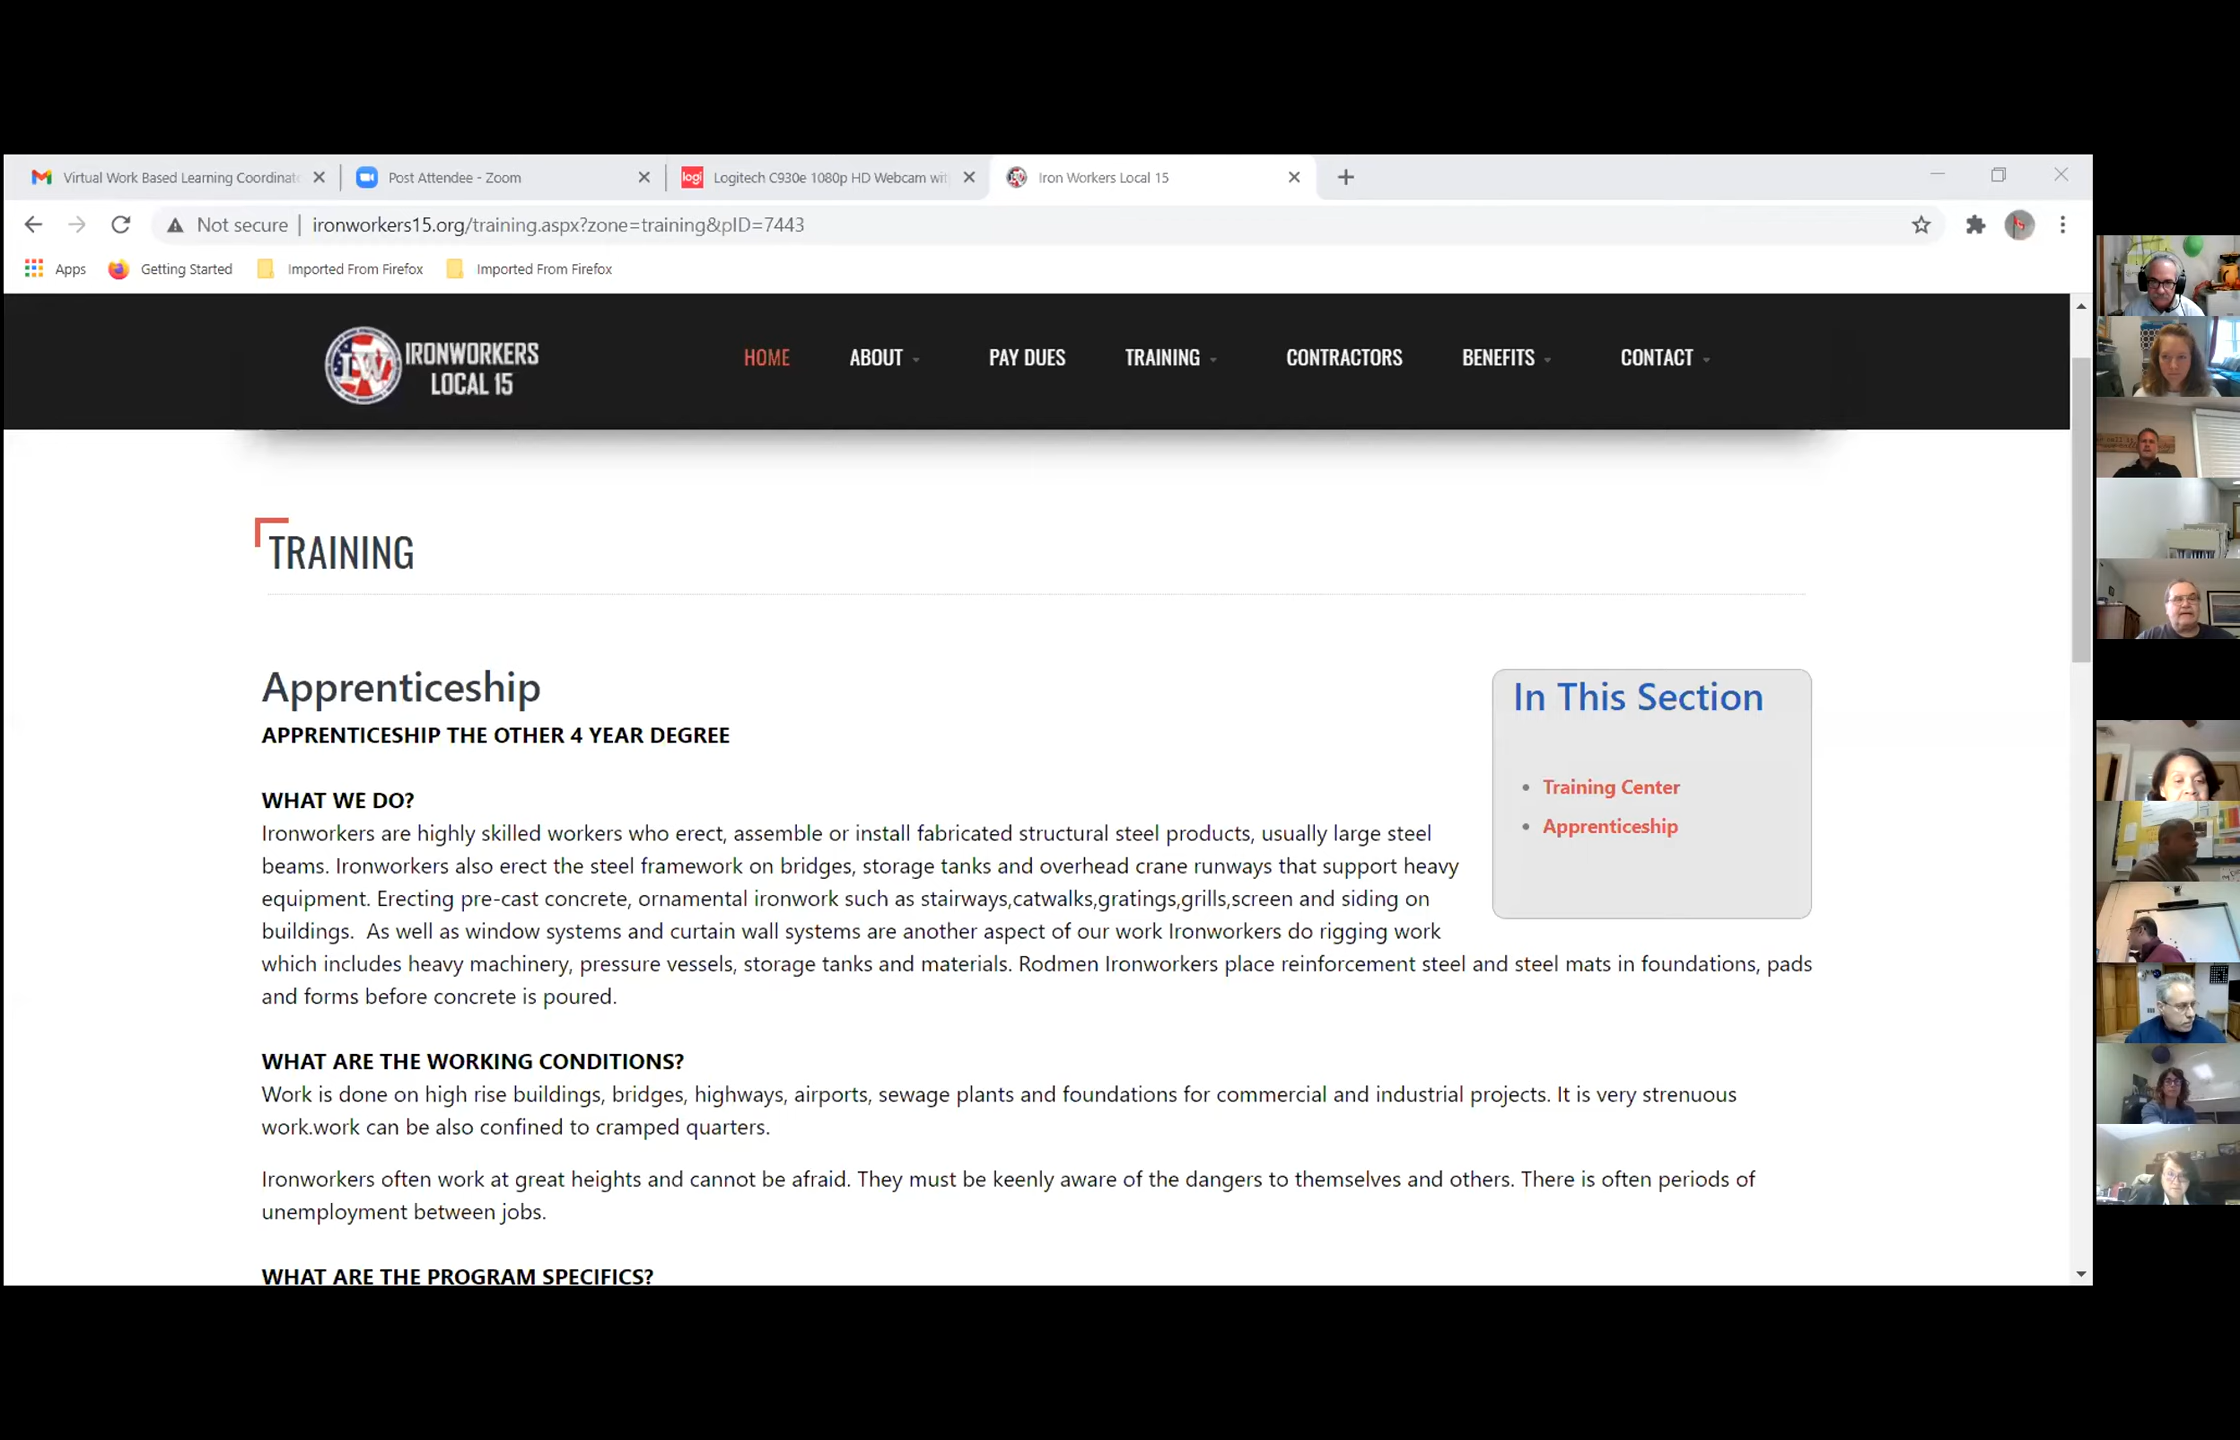 Virtual Work Based Learning Coordinat
Post Attendee - Zoom
logi
Logitech C930e 1080p HD Webcam wit
Iron Workers Local 15
Not secure
ironworkers15.org/training.aspx?zone=training&pID=7443
Apps
Getting Started
Imported From Firefox
Imported From Firefox
IW
IRONWORKERS
LOCAL 15
HOME
ABOUT
PAY DUES
TRAINING
CONTRACTORS
BENEFITS
CONTACT
TRAINING
Apprenticeship
APPRENTICESHIP THE OTHER 4 YEAR DEGREE
In This Section
Training Center
Apprenticeship
WHAT WE DO?
Ironworkers are highly skilled workers who erect, assemble or install fabricated structural steel products, usually large steel
beams. Ironworkers also erect the steel framework on bridges, storage tanks and overhead crane runways that support heavy
equipment. Erecting pre-cast concrete, ornamental ironwork such as stairways,catwalks,gratings,grills,screen and siding on
buildings.  As well as window systems and curtain wall systems are another aspect of our work Ironworkers do rigging work
which includes heavy machinery, pressure vessels, storage tanks and materials. Rodmen Ironworkers place reinforcement steel and steel mats in foundations, pads
and forms before concrete is poured.
WHAT ARE THE WORKING CONDITIONS?
Work is done on high rise buildings, bridges, highways, airports, sewage plants and foundations for commercial and industrial projects. It is very strenuous
work.work can be also confined to cramped quarters.
Ironworkers often work at great heights and cannot be afraid. They must be keenly aware of the dangers to themselves and others. There is often periods of
unemployment between jobs.
WHAT ARE THE PROGRAM SPECIFICS?